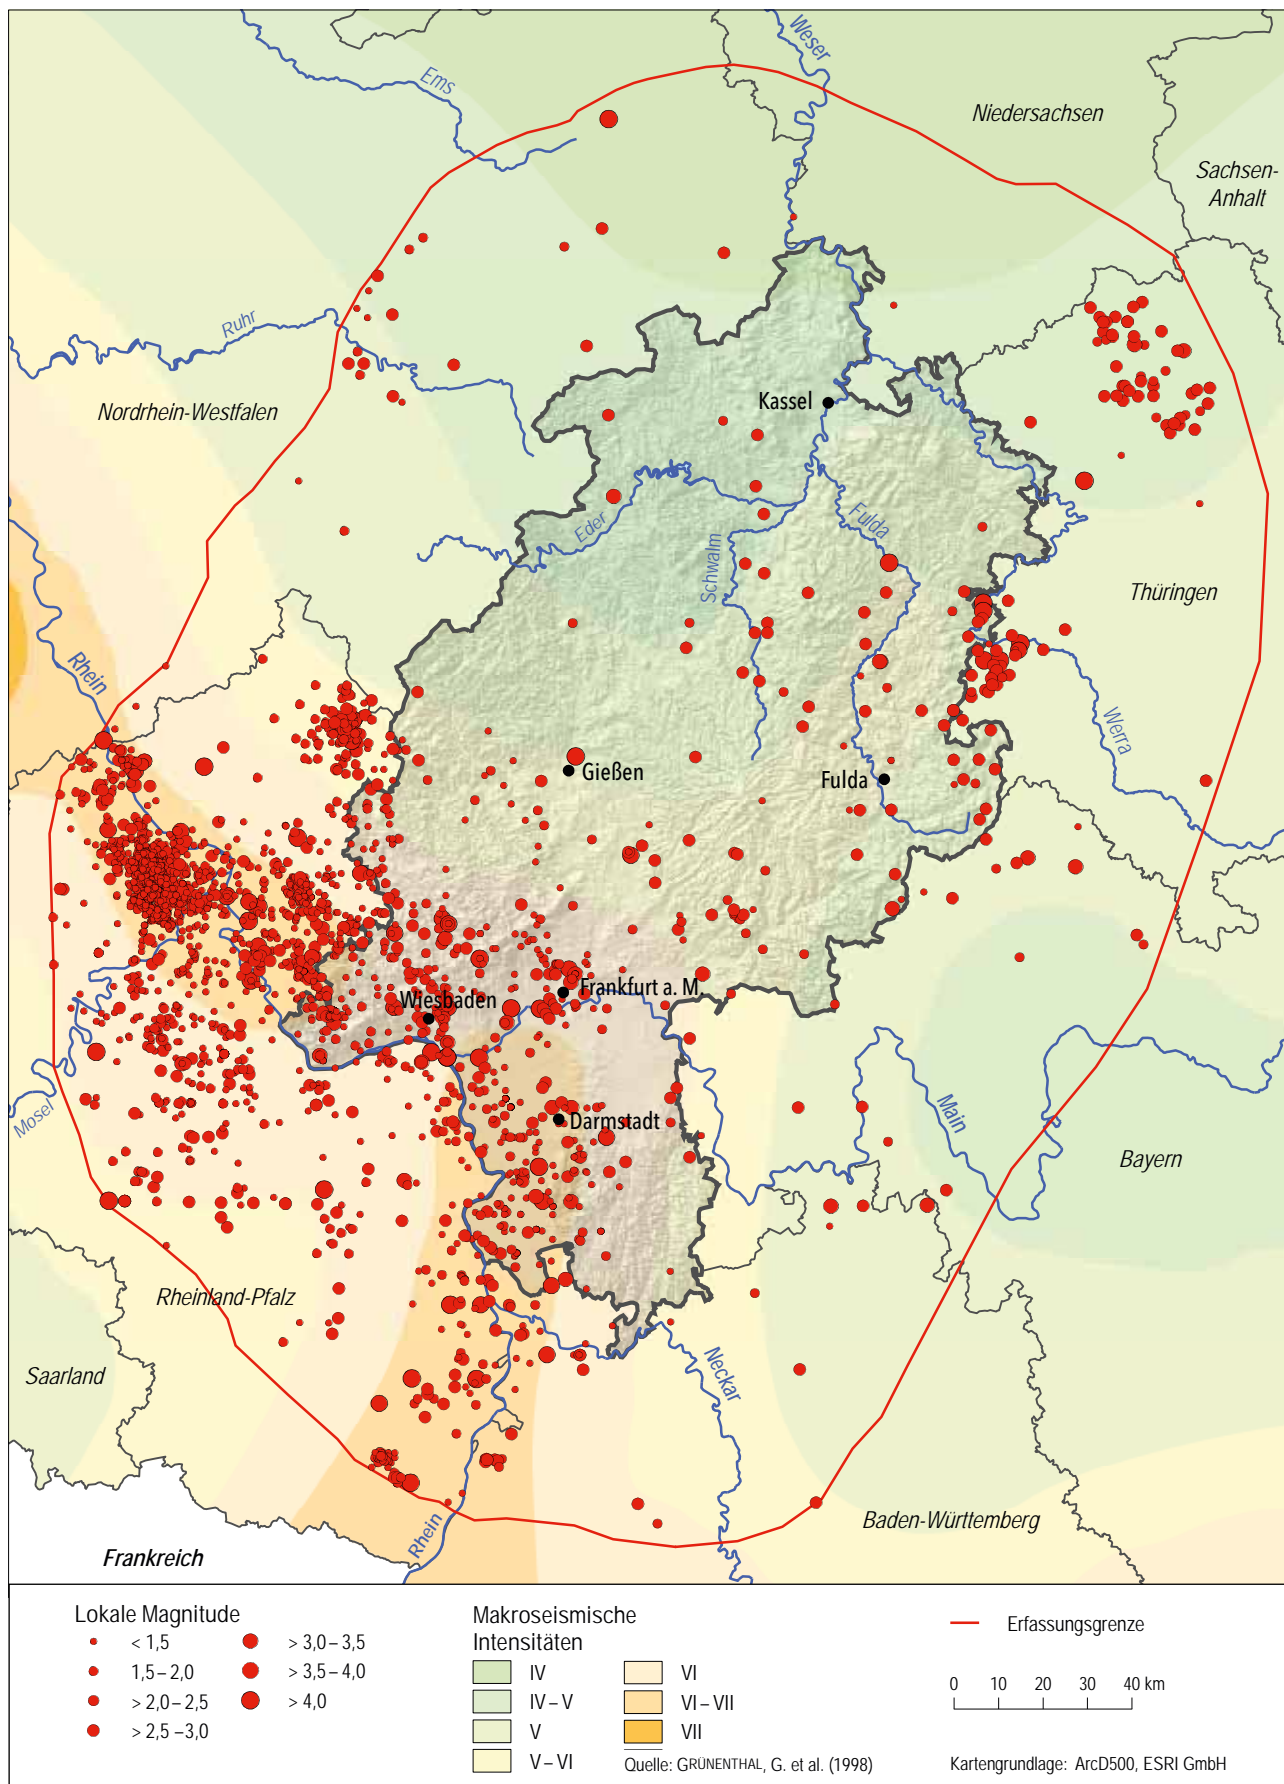 Weser
Ems
Niedersachsen
Sachsen-
Anhalt
Ruhr
Nordrhein-Westfalen
Kassel
Eder
Schwalm
Fulda
Thüringen
Rhein
Werra
Gießen
Fulda
Frankfurt a. M.
Wiesbaden
Mosel
Darmstadt
Main
Bayern
Rheinland-Pfalz
Saarland
Neckar
Rhein
Baden-Württemberg
Frankreich
Lokale Magnitude
< 1,5
1,5 – 2,0
> 2,0 – 2,5
> 2,5 – 3,0
> 3,0 – 3,5
> 3,5 – 4,0
> 4,0
Makroseismische
Intensitäten
IV
IV – V
V
V – VI
VI
VI – VII
VII
Quelle: GRÜNENTHAL, G. et al. (1998)
Erfassungsgrenze
0 10 20 30 40 km
Kartengrundlage: ArcD500, ESRI GmbH